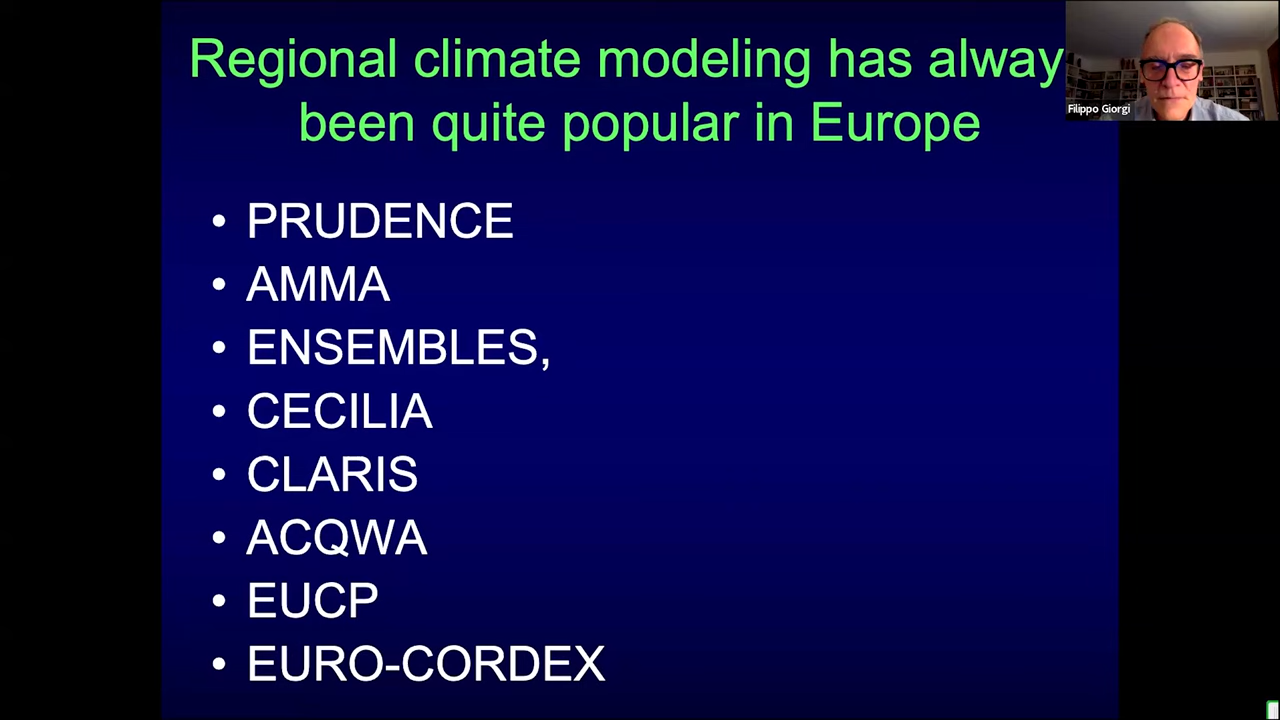 Regional climate modeling has alway
been quite popular in Europe
Filippo Giorgi
• PRUDENCE
• AMMA
• ENSEMBLES,
• CECILIA
• CLARIS
• ACQWA
• EUCP
• EURO-CORDEX